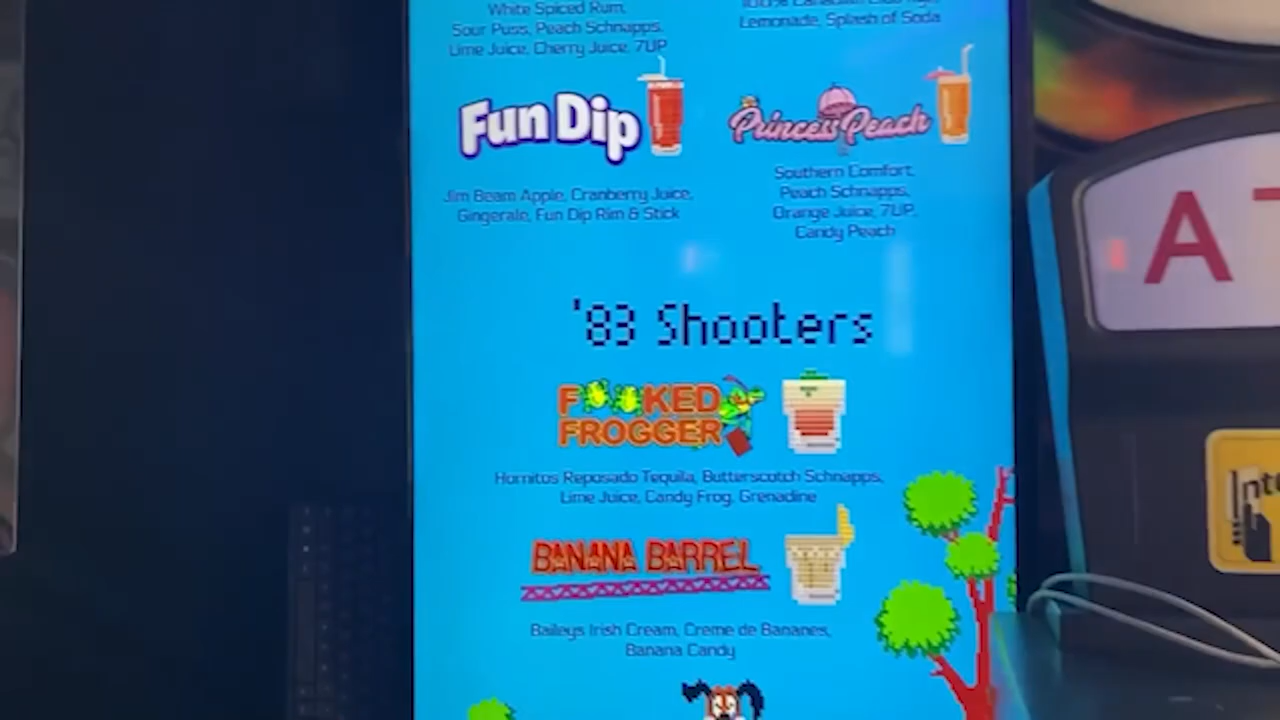 White Spiced Rum,
Sour Puss, Peach Schnapps,
Lime Juice, Cherry Juice, 7UP
Lemonade, Splash of Soda
Fun Dip
Jim Beam Apple, Cranberry Juice,
Gingerale, Fun Dip Rim & Stick
Princess Peach
Southern Comfort,
Peach Schnapps,
Orange Juice, 7UP,
Candy Peach
'83 Shooters
F KED
FROGGER
Hornitos Reposado Tequila, Butterscotch Schnapps,
Lime Juice, Candy Frog, Grenadine
BANANA BARREL
Baileys Irish Cream, Creme de Bananes,
Banana Candy
A
Inte